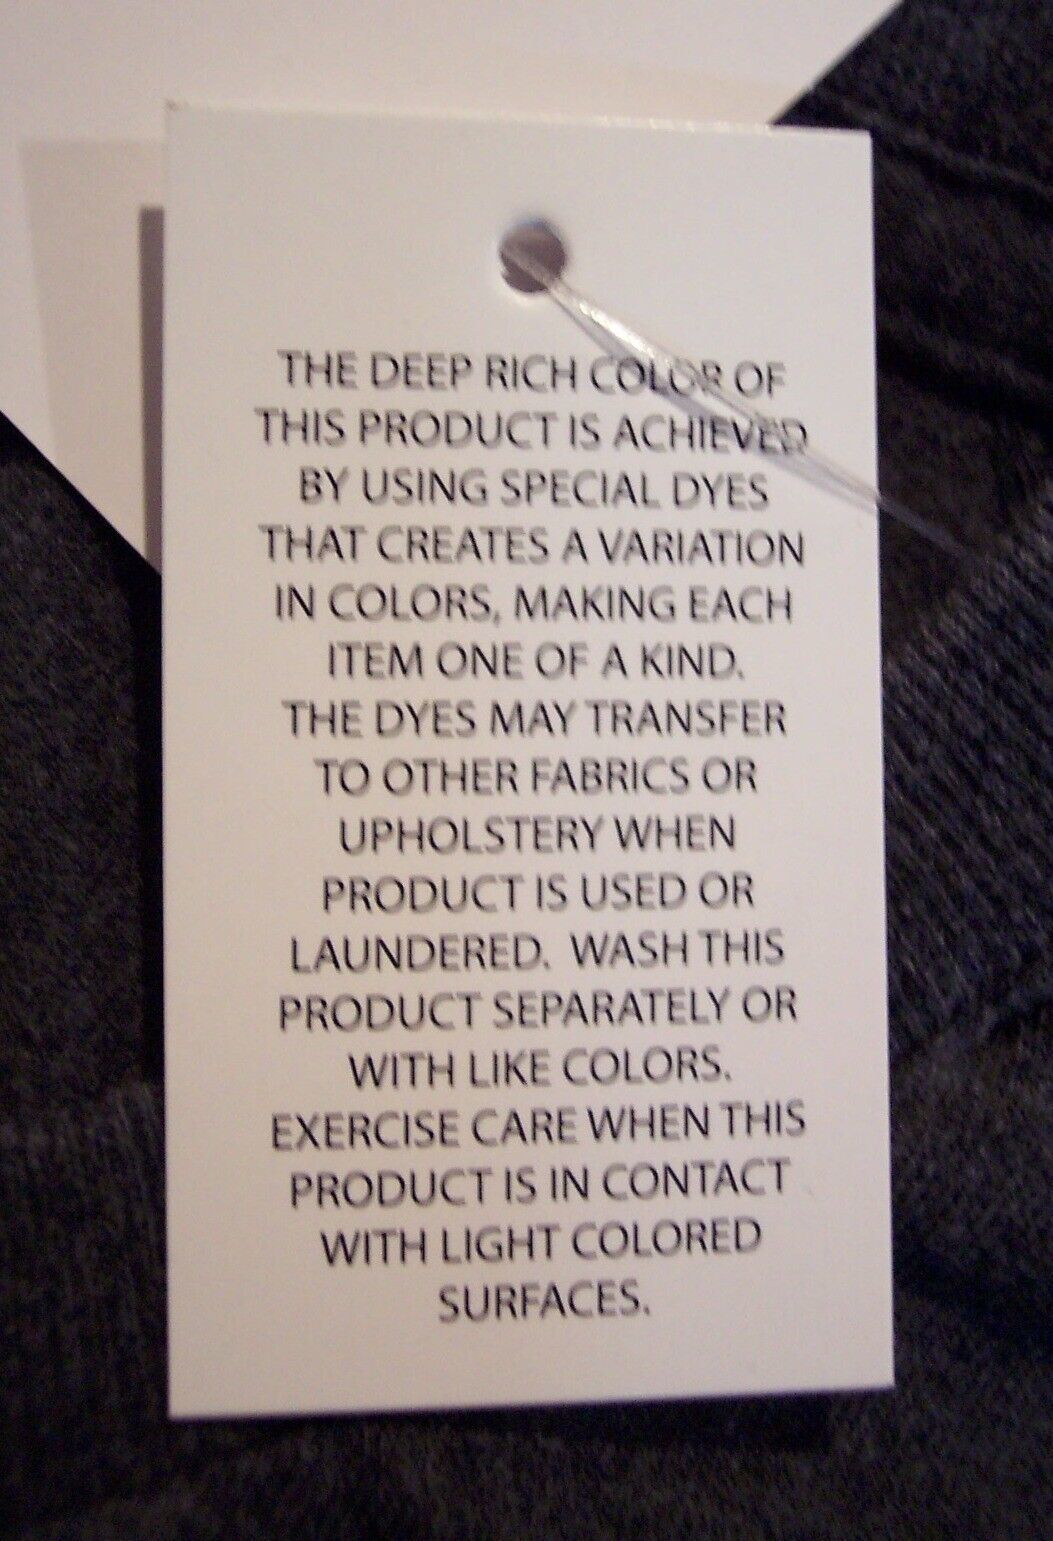 THE DEEP RICH COLOR OF
THIS PRODUCT IS ACHIEVED
BY USING SPECIAL DYES
THAT CREATES A VARIATION
IN COLORS, MAKING EACH
ITEM ONE OF A KIND.
THE DYES MAY TRANSFER
TO OTHER FABRICS OR
UPHOLSTERY WHEN
PRODUCT IS USED OR
LAUNDERED. WASH THIS
PRODUCT SEPARATELY OR
WITH LIKE COLORS.
EXERCISE CARE WHEN THIS
PRODUCT IS IN CONTACT
WITH LIGHT COLORED
SURFACES.